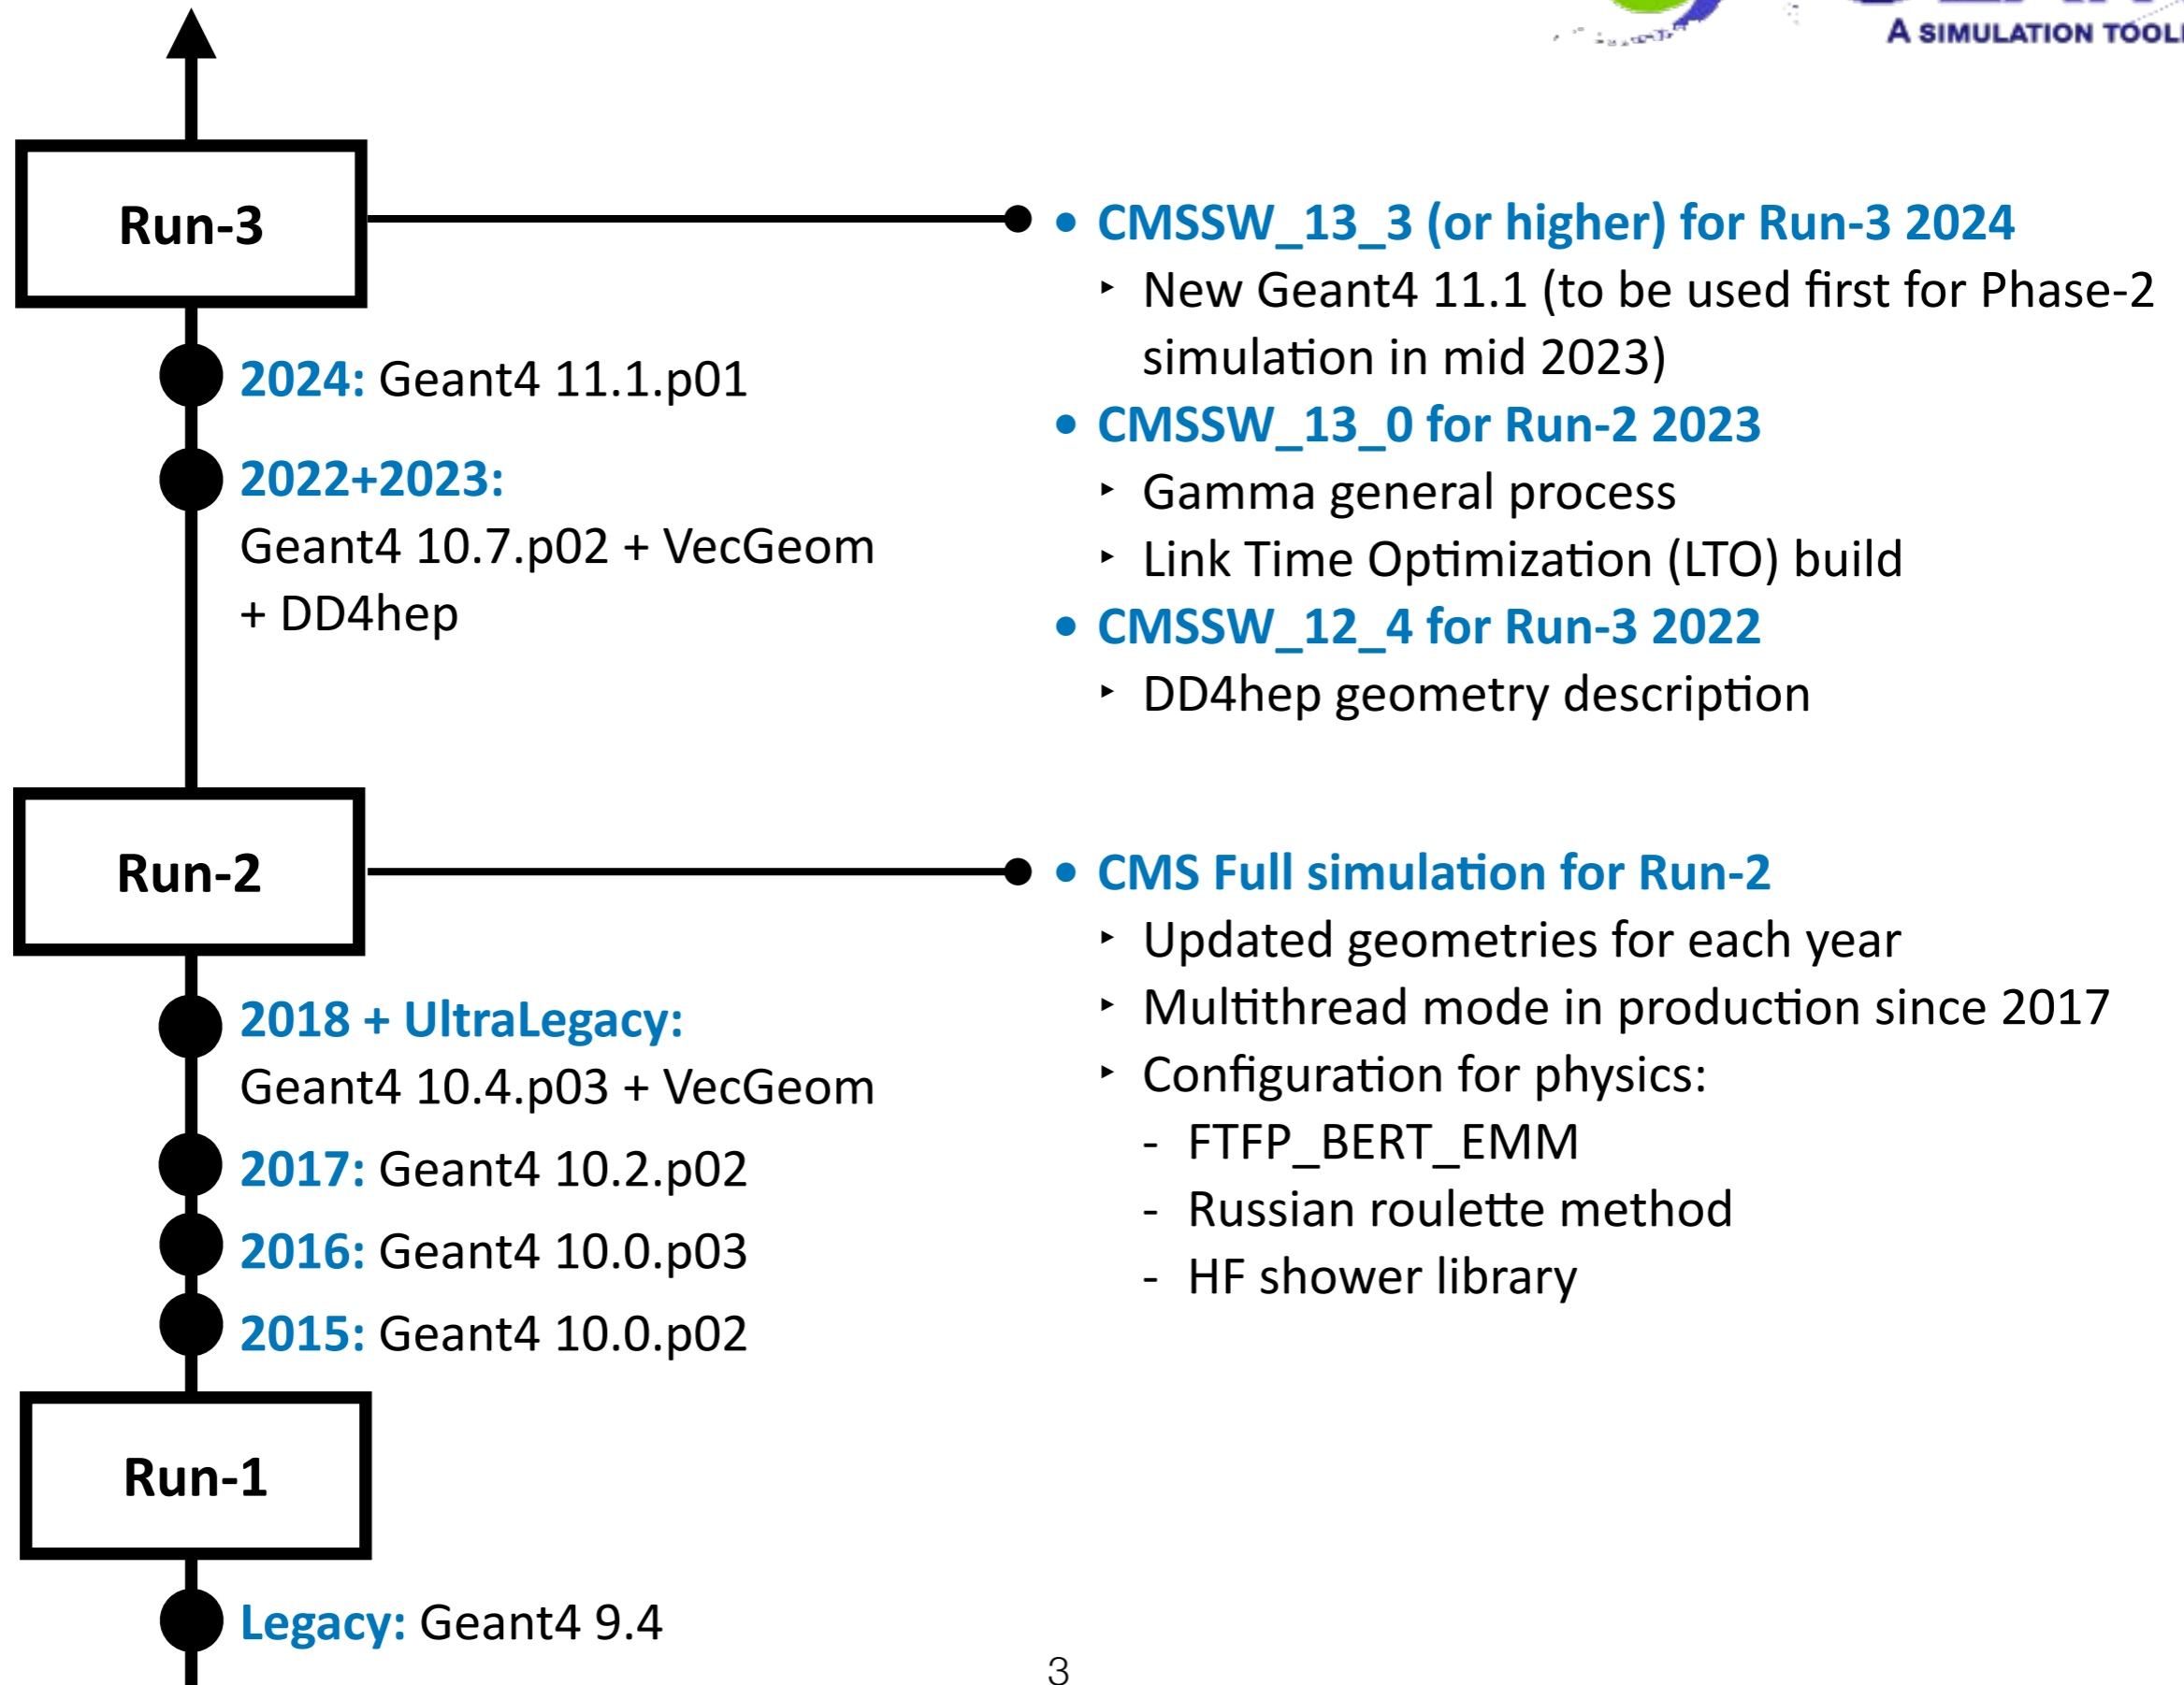 A SIMULATION
Run-3
2024: Geant4 11.1.p01
2022+2023:
Geant4 10.7.p02 + VecGeom
+ DD4hep
• CMSSW_13_3 (or higher) for Run-3 2024
‣ New Geant4 11.1 (to be used first for Phase-2
simulation in mid 2023)
• CMSSW_13_0 for Run-2 2023
‣ Gamma general process
‣ Link Time Optimization (LTO) build
• CMSSW_12_4 for Run-3 2022
‣ DD4hep geometry description
Run-2
2018 + UltraLegacy:
Geant4 10.4.p03 + VecGeom
2017: Geant4 10.2.p02
2016: Geant4 10.0.p03
2015: Geant4 10.0.p02
• CMS Full simulation for Run-2
‣ Updated geometries for each year
‣ Multithread mode in production since 2017
‣ Configuration for physics:
- FTFP_BERT_EMM
- Russian roulette method
- HF shower library
Run-1
Legacy: Geant4 9.4
3